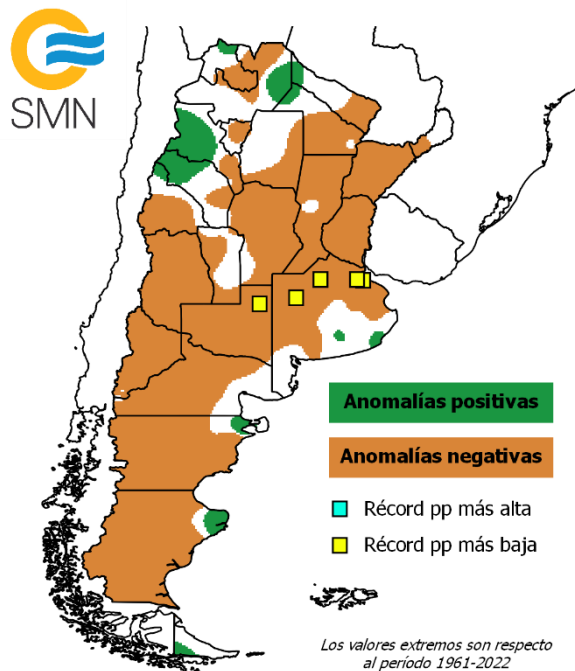 SMN
Anomalías positivas
Anomalías negativas
Récord pp más alta
Récord pp más baja
Los valores extremos son respecto
al período 1961-2022